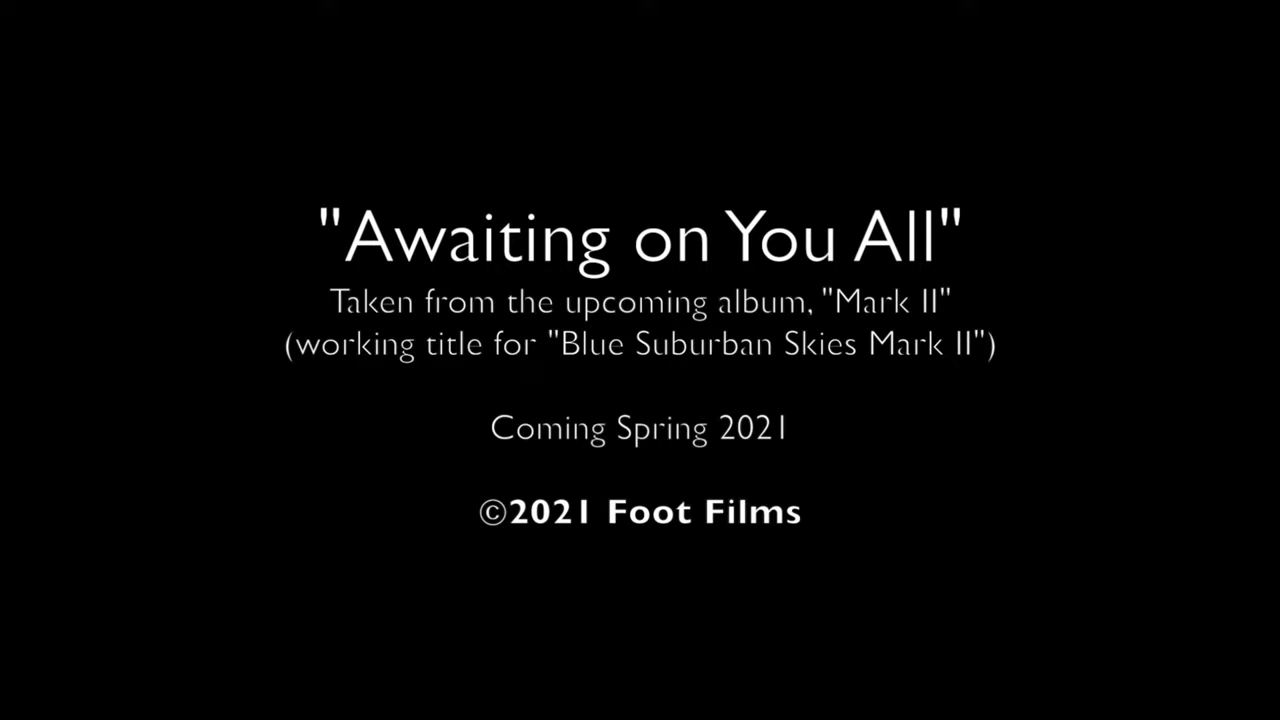 "Awaiting on You All"
Taken from the upcoming album, "Mark II"
(working title for "Blue Suburban Skies Mark II")
Coming Spring 2021
©2021 Foot Films